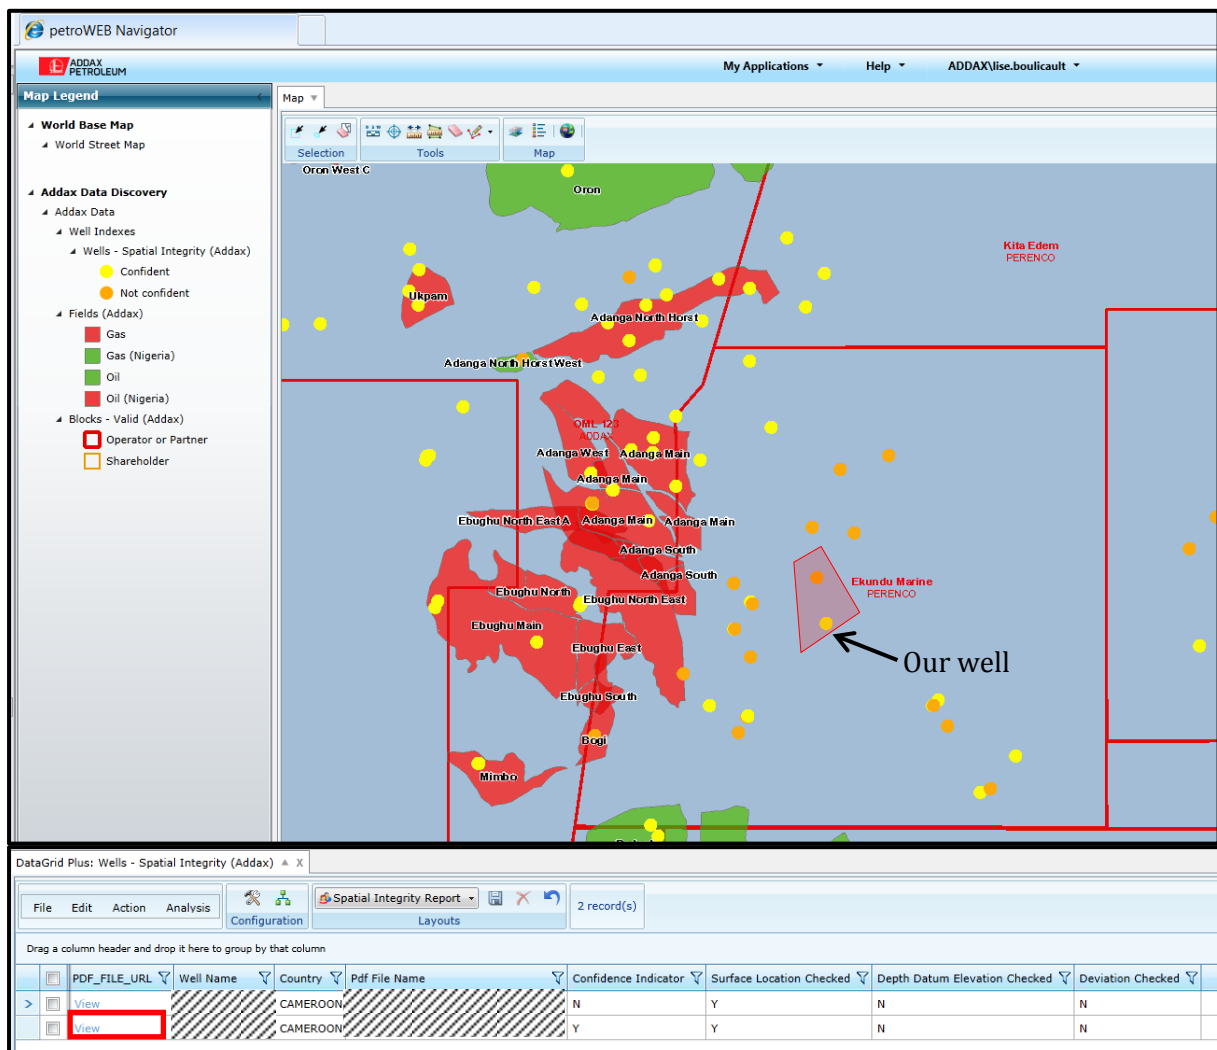 petroWEB Navigator
ADDAX
PETROLEUM
My Applications
Help
ADDAX\lise.boulicault
Map Legend
Map
World Base Map
World Street Map
Addax Data Discovery
Addax Data
Well Indexes
Wells - Spatial Integrity (Addax)
Confident
Not confident
Fields (Addax)
Gas
Gas (Nigeria)
Oil
Oil (Nigeria)
Blocks - Valid (Addax)
Operator or Partner
Shareholder
Selection
Tools
Map
Oron West C
Oron
Kita Edem
PERENCO
Ukpam
Adanga North Horst
Adanga North Horst West
OML 123
ADDAX
Adanga West
Adanga Main
Adanga Main
Ebughu North East A
Adanga Main
Adanga Main
Adanga South
Adanga South
Ekundu Marine
PERENCO
Ebughu North
Ebughu North East
Ebughu Main
Ebughu East
Our well
Ebughu South
Bogi
Mimbo
DataGrid Plus: Wells - Spatial Integrity (Addax)
X
File
Edit
Action
Analysis
Configuration
Spatial Integrity Report
Layouts
2 record(s)
Drag a column header and drop it here to group by that column
PDF_FILE_URL Well Name Country Pdf File Name Confidence Indicator Surface Location Checked Depth Datum Elevation Checked Deviation Checked
View CAMEROON N Y N N
View CAMEROON Y Y N N